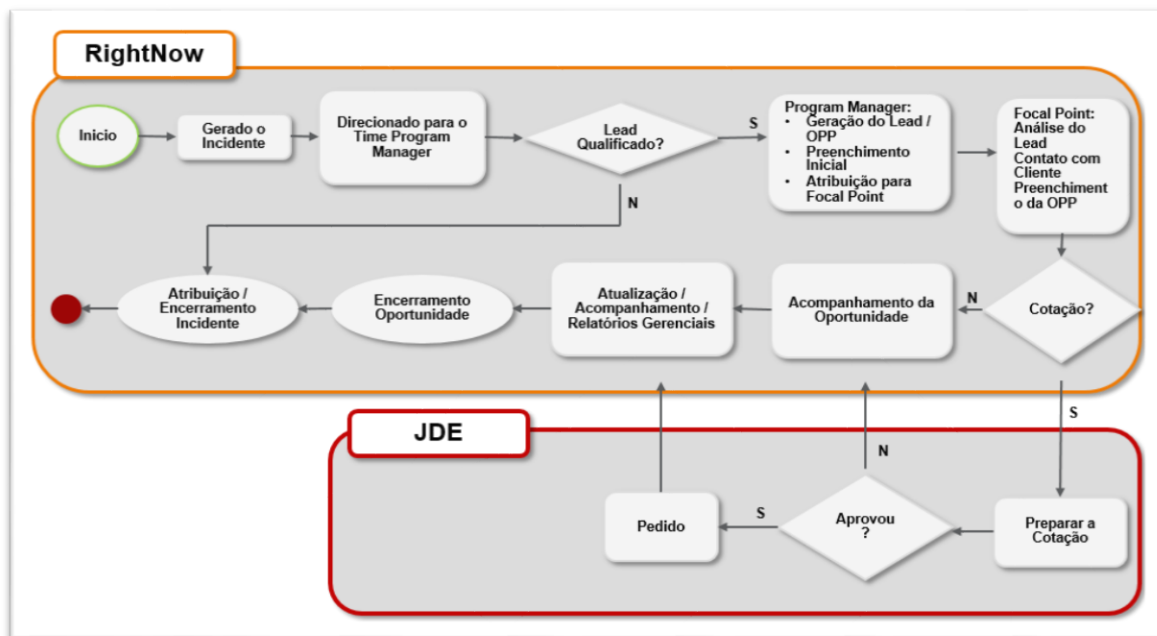 RightNow
Inicio
Gerado o
Incidente
Direcionado para o
Time Program
Manager
Lead
Qualificado?
S
Program Manager:
• Geração do Lead /
OPP
• Preenchimento
Inicial
• Atribuição para
Focal Point
Focal Point:
Análise do
Lead
Contato com
Cliente
Preenchiment
o da OPP
N
Atribuição /
Encerramento
Incidente
Encerramento
Oportunidade
Atualização /
Acompanhamento /
Relatórios Gerenciais
Acompanhamento da
Oportunidade
N
Cotação?
S
JDE
N
Pedido
S
Aprovou
?
Preparar a
Cotação